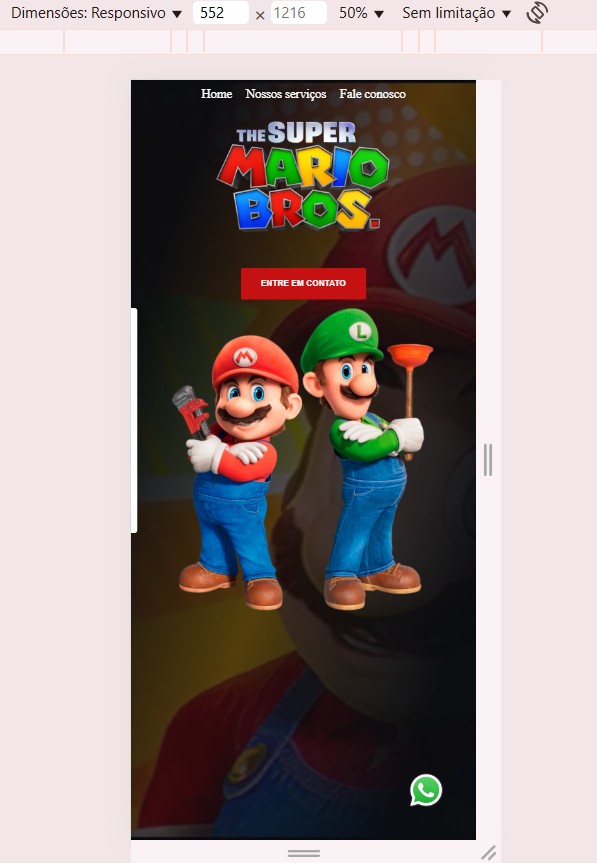 Dimensões: Responsivo ▼ 552 × 1216 50% ▼ Sem limitação ▼
Home Nossos serviços Fale conosco
THE SUPER
MARIO
BROS.
ENTRE EM CONTATO
M
L
M